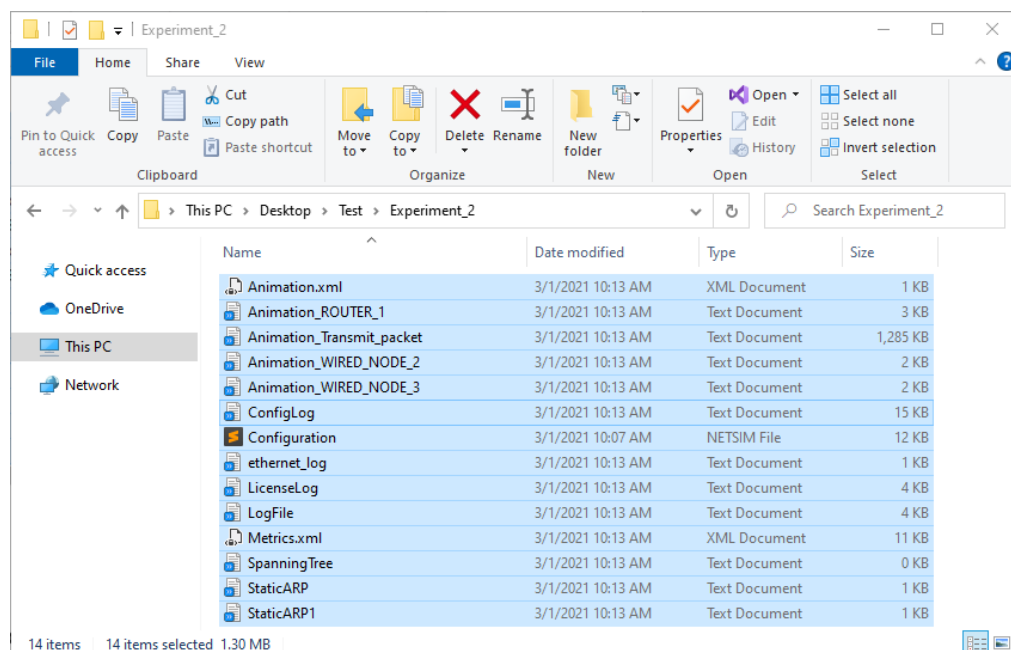 Experiment_2
File Home Share View
Pin to Quick access
Copy
Paste
Cut
Copy path
Paste shortcut
Clipboard
Move to
Copy to
Delete
Rename
Organize
New folder
New
Properties
Open
Edit
History
Open
Select all
Select none
Invert selection
Select
This PC > Desktop > Test > Experiment_2
Search Experiment_2
Quick access
OneDrive
This PC
Network
Name Date modified Type Size
Animation.xml 3/1/2021 10:13 AM XML Document 1 KB
Animation_ROUTER_1 3/1/2021 10:13 AM Text Document 3 KB
Animation_Transmit_packet 3/1/2021 10:13 AM Text Document 1,285 KB
Animation_WIRED_NODE_2 3/1/2021 10:13 AM Text Document 2 KB
Animation_WIRED_NODE_3 3/1/2021 10:13 AM Text Document 2 KB
ConfigLog 3/1/2021 10:13 AM Text Document 15 KB
Configuration 3/1/2021 10:07 AM NETSIM File 12 KB
ethernet_log 3/1/2021 10:13 AM Text Document 1 KB
LicenseLog 3/1/2021 10:13 AM Text Document 4 KB
LogFile 3/1/2021 10:13 AM Text Document 4 KB
Metrics.xml 3/1/2021 10:13 AM XML Document 11 KB
SpanningTree 3/1/2021 10:13 AM Text Document 0 KB
StaticARP 3/1/2021 10:13 AM Text Document 1 KB
StaticARP1 3/1/2021 10:13 AM Text Document 1 KB
14 items 14 items selected 1.30 MB